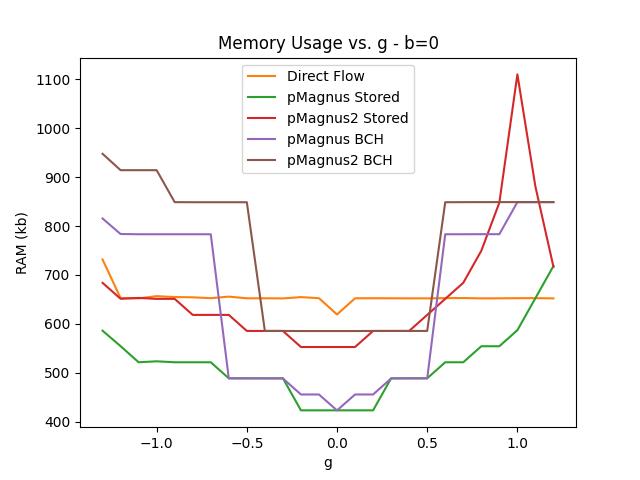 Memory Usage vs. g - b=0
Direct Flow
pMagnus Stored
pMagnus2 Stored
pMagnus BCH
pMagnus2 BCH
RAM (kb)
1100
1000
900
800
700
600
500
400
−1.0
−0.5
0.0
0.5
1.0
g